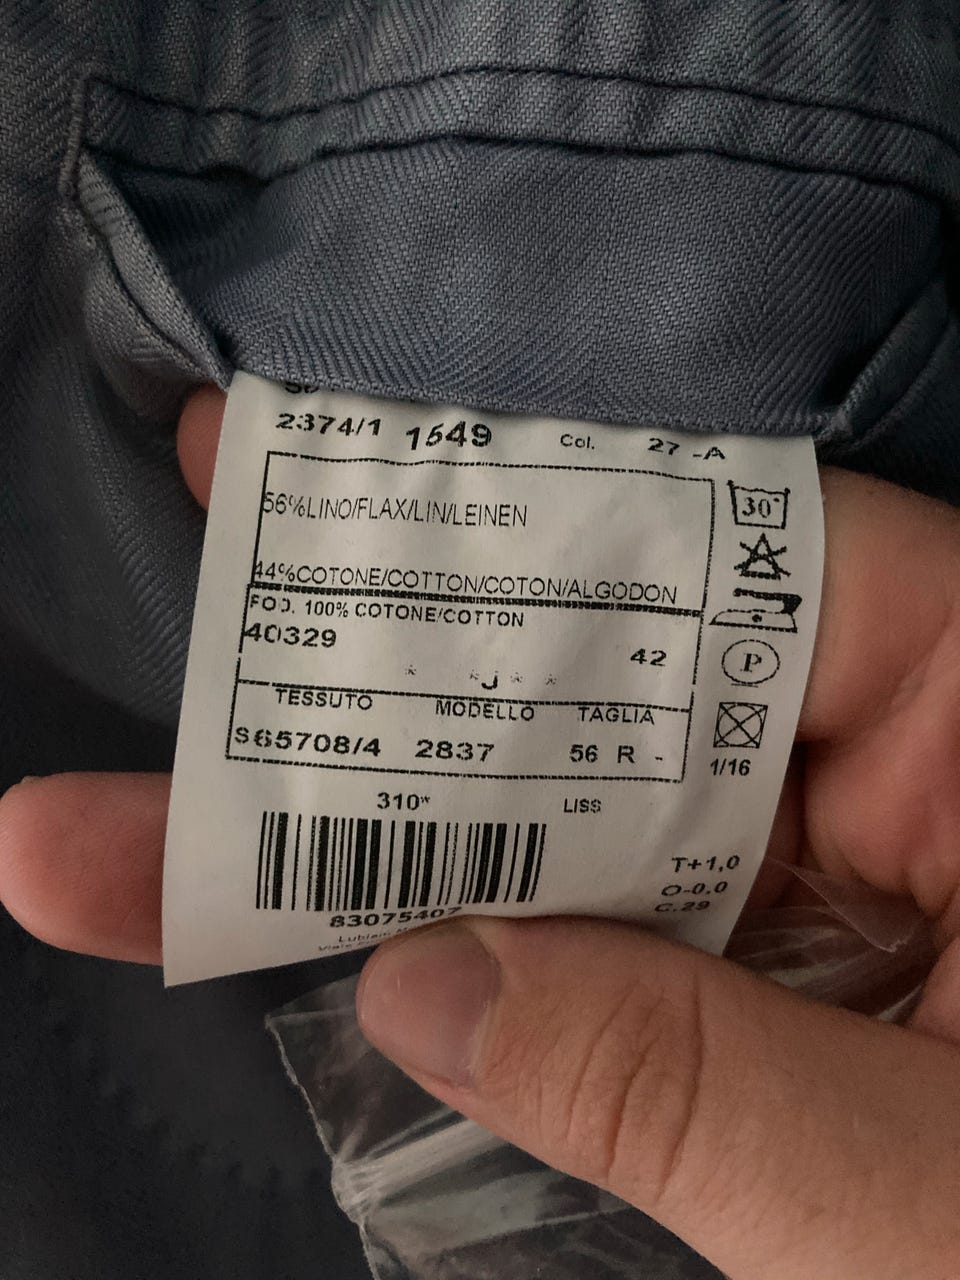 2374/1 1549 Col. 27 -A
30°
56%LINO/FLAX/LIN/LEINEN
44%COTONE/COTTON/COTON/ALGODON
FOD. 100% COTONE/COTTON
40329 42
* *J* *
TESSUTO MODELLO TAGLIA
P
S65708/4 2837 56 R -
1/16
310* LISS
T+1,0
O-0,0
C.29
83075407